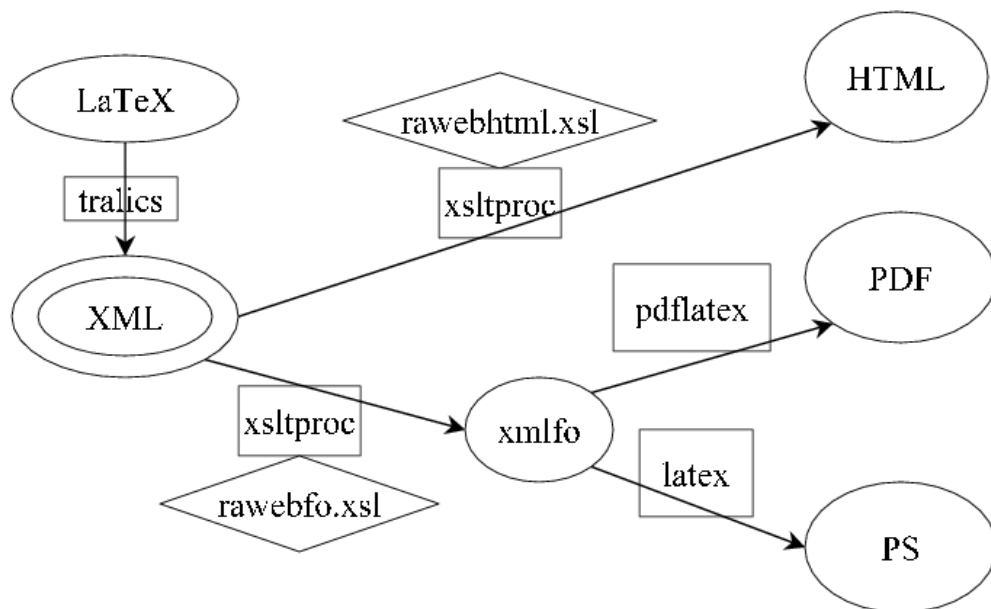 LaTeX
HTML
rawebhtml.xsl
tralics
xsltproc
XML
PDF
pdflatex
xsltproc
xmlfo
rawebfo.xsl
latex
PS